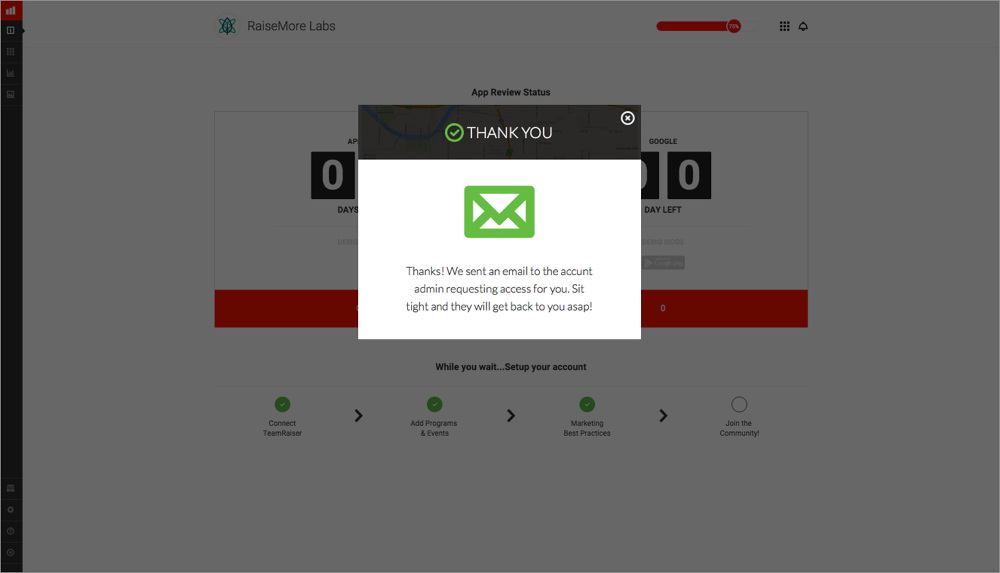 RaiseMore Labs
70%
App Review Status
THANK YOU
GOOGLE
0
0
DAYS
DAY LEFT
Thanks! We sent an email to the accunt
admin requesting access for you. Sit
tight and they will get back to you asap!
0
While you wait...Setup your account
Connect
TeamRaiser
Add Programs
& Events
Marketing
Best Practices
Join the
Community!